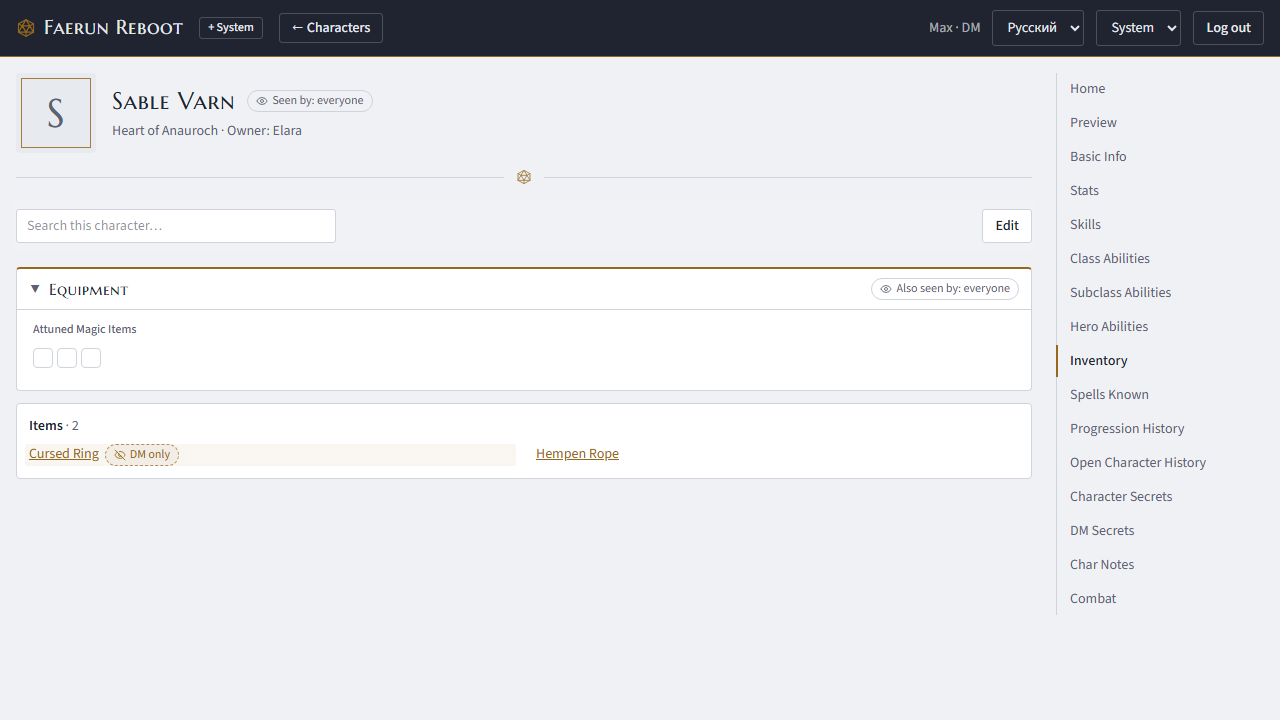 Faerun Reboot
+ System
← Characters
Max · DM
Русский
System
Log out
S
Sable Varn
Seen by: everyone
Heart of Anauroch · Owner: Elara
Search this character…
Edit
▼ Equipment
Also seen by: everyone
Attuned Magic Items
Items · 2
Cursed Ring
DM only
Hempen Rope
Home
Preview
Basic Info
Stats
Skills
Class Abilities
Subclass Abilities
Hero Abilities
Inventory
Spells Known
Progression History
Open Character History
Character Secrets
DM Secrets
Char Notes
Combat